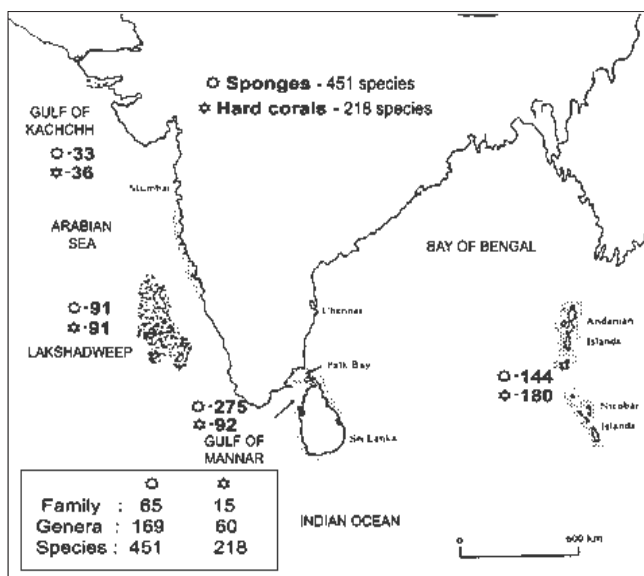 ☼ Sponges - 451 species
✡ Hard corals - 218 species
GULF OF
KACHCHH
☼-33
✡-36
Mumbai
ARABIAN
SEA
BAY OF BENGAL
☼-91
✡-91
LAKSHADWEEP
Chennai
Andaman
Islands
Palk Bay
☼-144
✡-180
Nicobar
Islands
☼-275
✡-92
GULF OF
MANNAR
Sri Lanka
☼ ✡
Family : 65 15
Genera : 169 60
Species : 451 218
INDIAN OCEAN
0 600 km